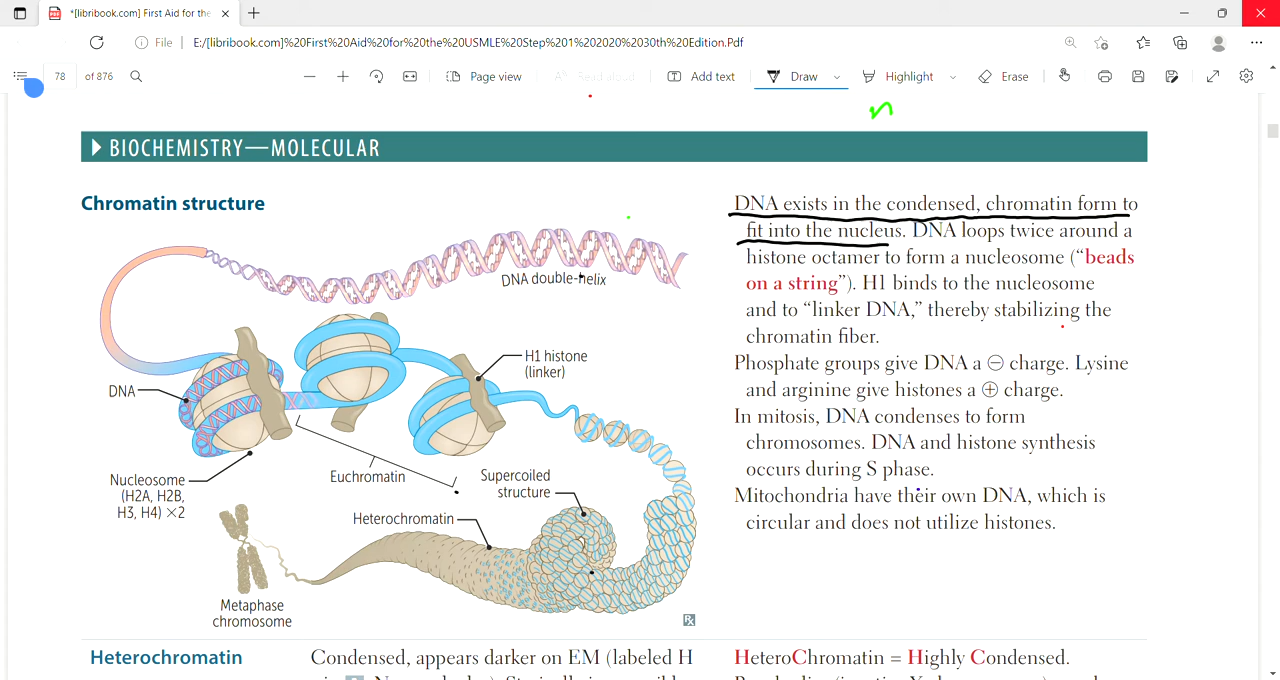 *[libribook.com] First Aid for the
File
E:/[libribook.com]%20First%20Aid%20for%20the%20USMLE%20Step%201%202020%2030th%20Edition.Pdf
78 of 876
Page view
Read aloud
Add text
Draw
Highlight
Erase
n
BIOCHEMISTRY—MOLECULAR
Chromatin structure
DNA double-helix
H1 histone
(linker)
DNA
Euchromatin
Nucleosome
(H2A, H2B,
H3, H4) ×2
Supercoiled
structure
Heterochromatin
Metaphase
chromosome
DNA exists in the condensed, chromatin form to
fit into the nucleus. DNA loops twice around a
histone octamer to form a nucleosome (“beads
on a string”). H1 binds to the nucleosome
and to “linker DNA,” thereby stabilizing the
chromatin fiber.
Phosphate groups give DNA a ⊖ charge. Lysine
and arginine give histones a ⊕ charge.
In mitosis, DNA condenses to form
chromosomes. DNA and histone synthesis
occurs during S phase.
Mitochondria have their own DNA, which is
circular and does not utilize histones.
Heterochromatin
Condensed, appears darker on EM (labeled H
HeteroChromatin = Highly Condensed.